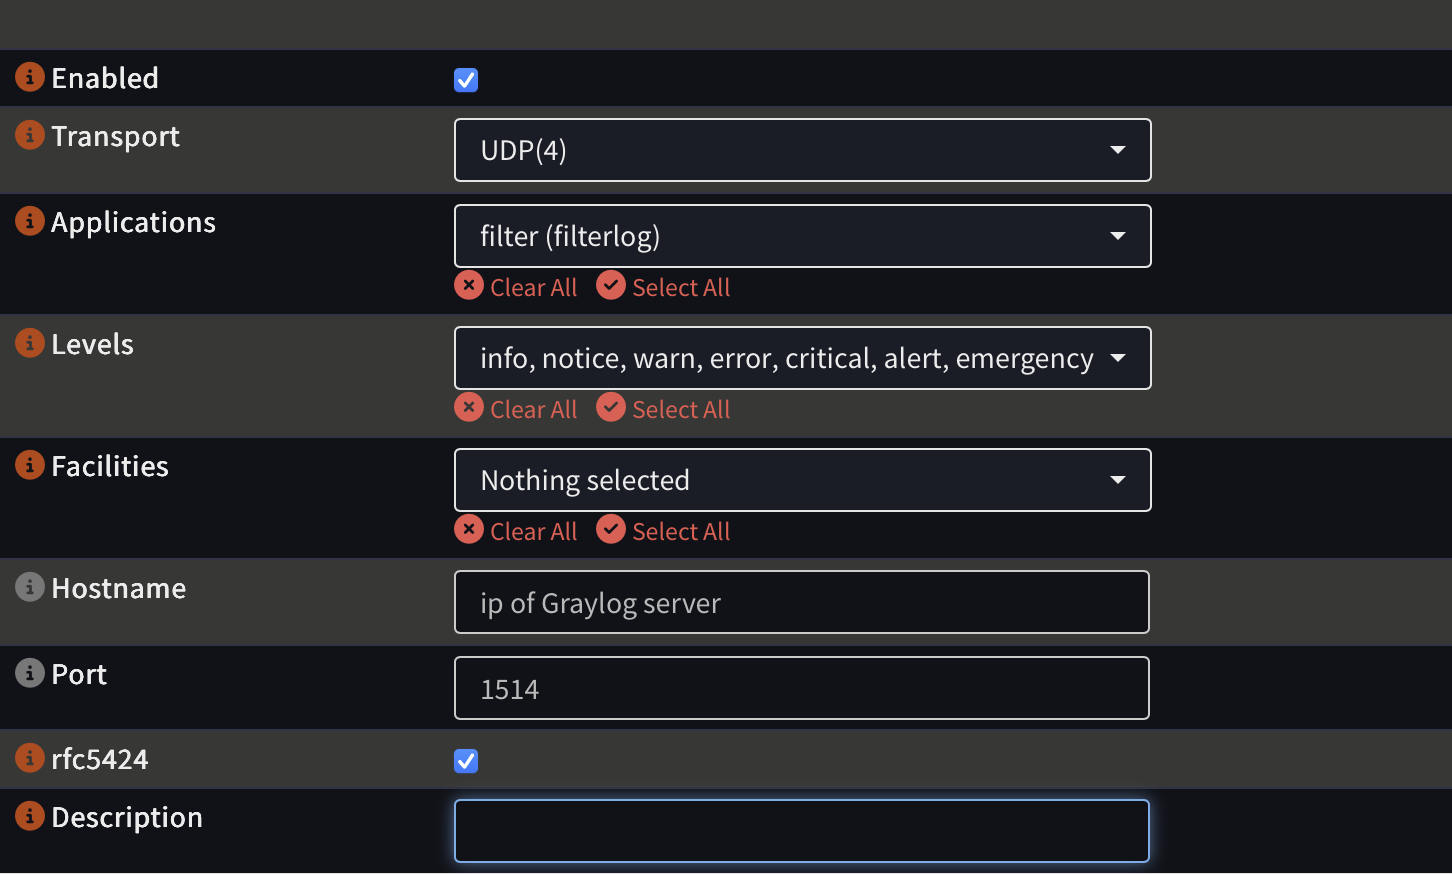 Enabled
Transport
UDP(4)
Applications
filter (filterlog)
Clear All Select All
Levels
info, notice, warn, error, critical, alert, emergency
Clear All Select All
Facilities
Nothing selected
Clear All Select All
Hostname
ip of Graylog server
Port
1514
rfc5424
Description